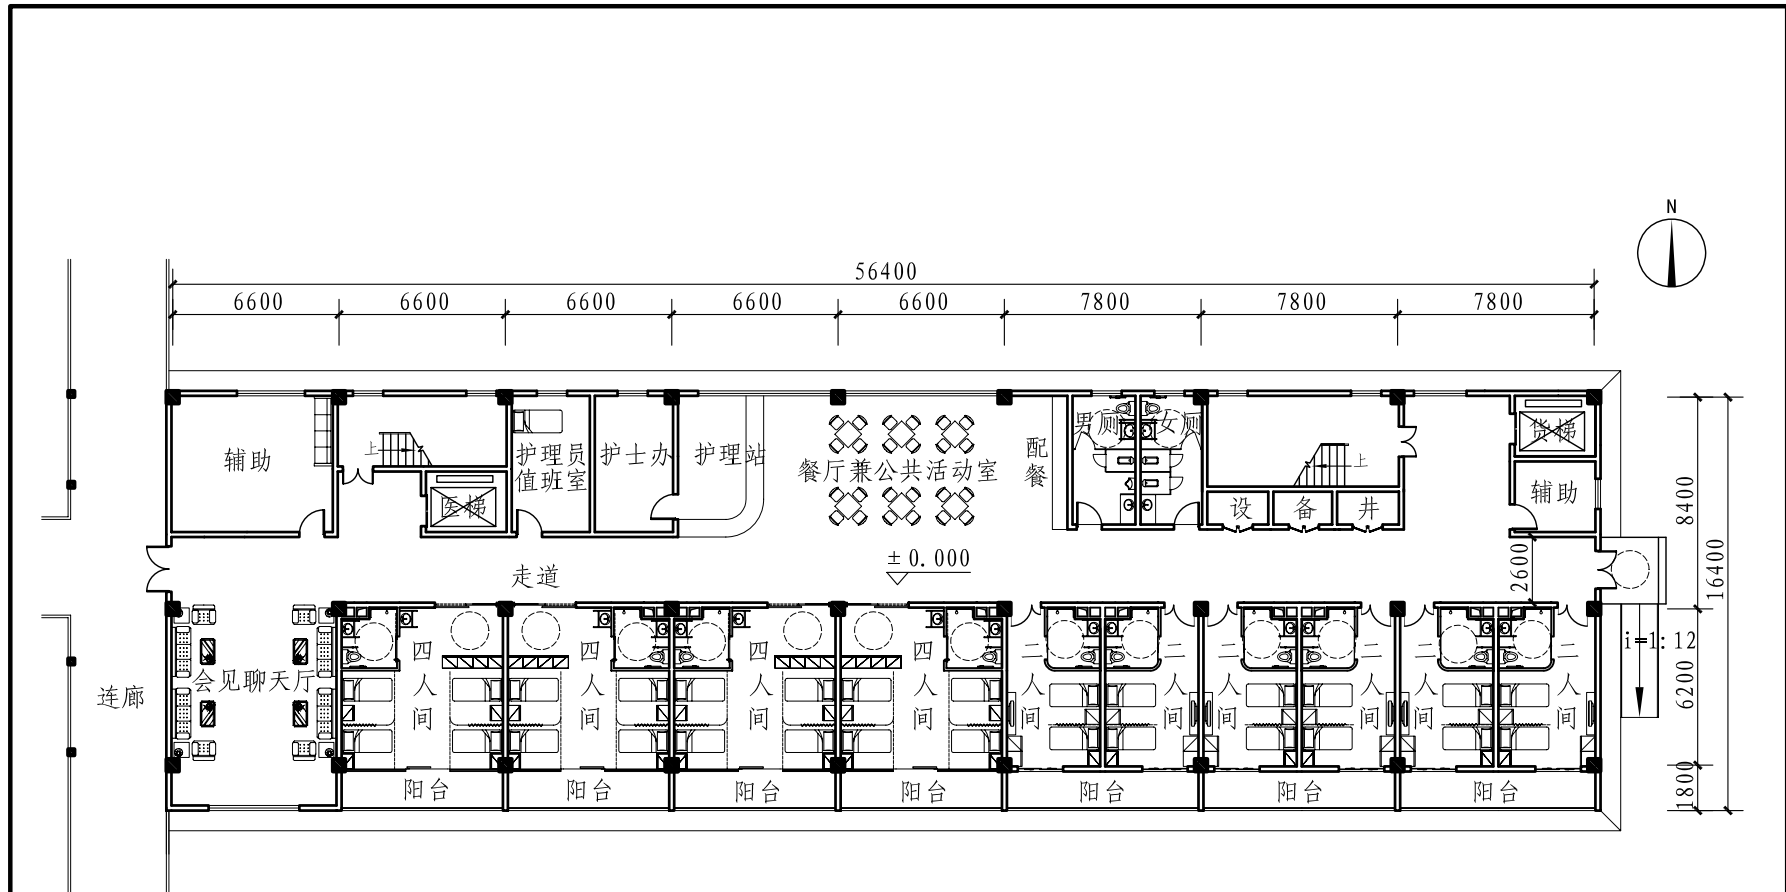 N
56400
6600 6600 6600 6600 6600 7800 7800 7800
男厕 女厕
辅助 上 护理员 护士办 护理站 配 上 货梯
值班室 餐厅兼公共活动室 餐
医梯 设 备 井 辅助
8400
± 0.000
走道 2600 16400
i=1: 12
四 四 四 四 二 二 二 二 二 二
人 人 人 人 人 人 人 人 人 人
间 间 间 间 间 间 间 间 间 间
连廊 会见聊天厅 6200
阳台 阳台 阳台 阳台 阳台 阳台 阳台 1800